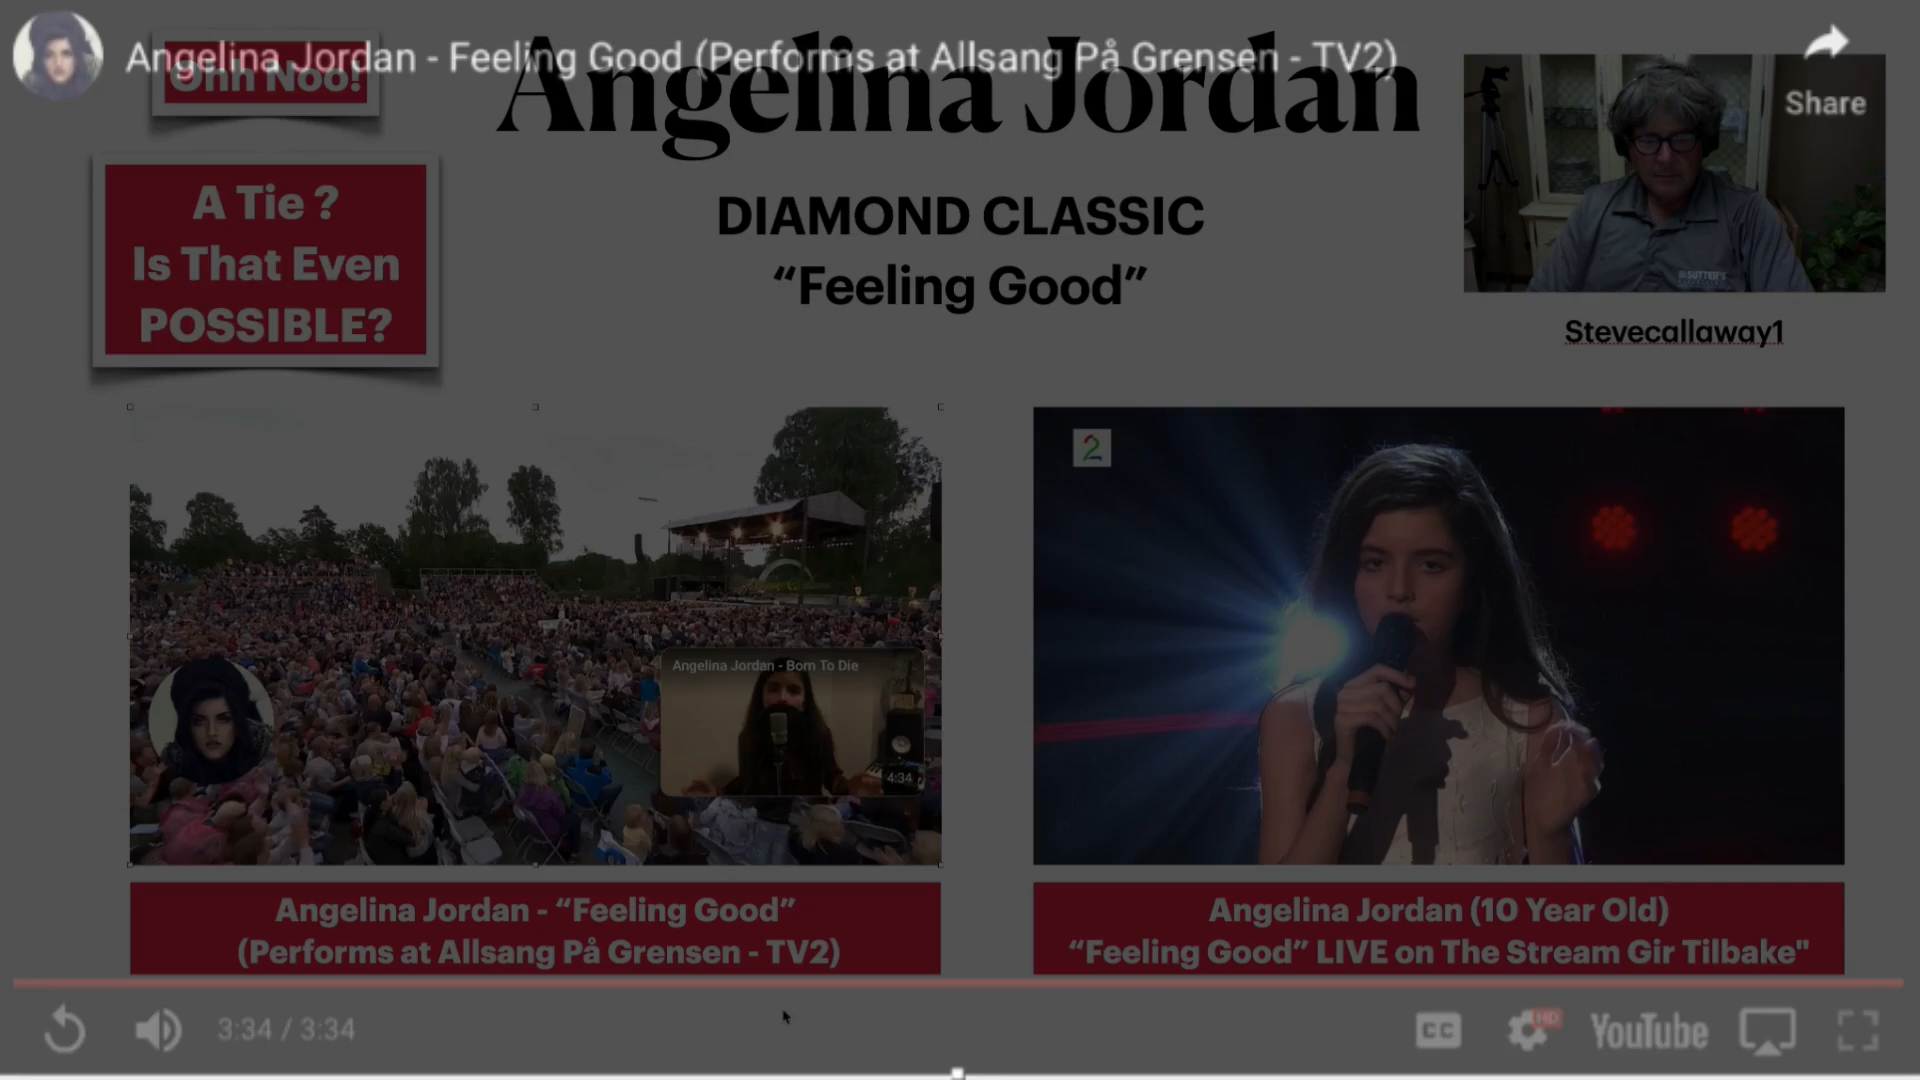 Angelina Jordan - Feeling Good (Performs at Allsang På Grensen - TV2)
Ohh Noo!
Angelina Jordan
Share
A Tie ?
Is That Even
POSSIBLE?
DIAMOND CLASSIC
“Feeling Good”
SUTTER'S
Stevecallaway1
2
Angelina Jordan - Born To Die
4:34
Angelina Jordan - “Feeling Good”
(Performs at Allsang På Grensen - TV2)
Angelina Jordan (10 Year Old)
“Feeling Good” LIVE on The Stream Gir Tilbake"
3:34 / 3:34
CC
HD
YouTube